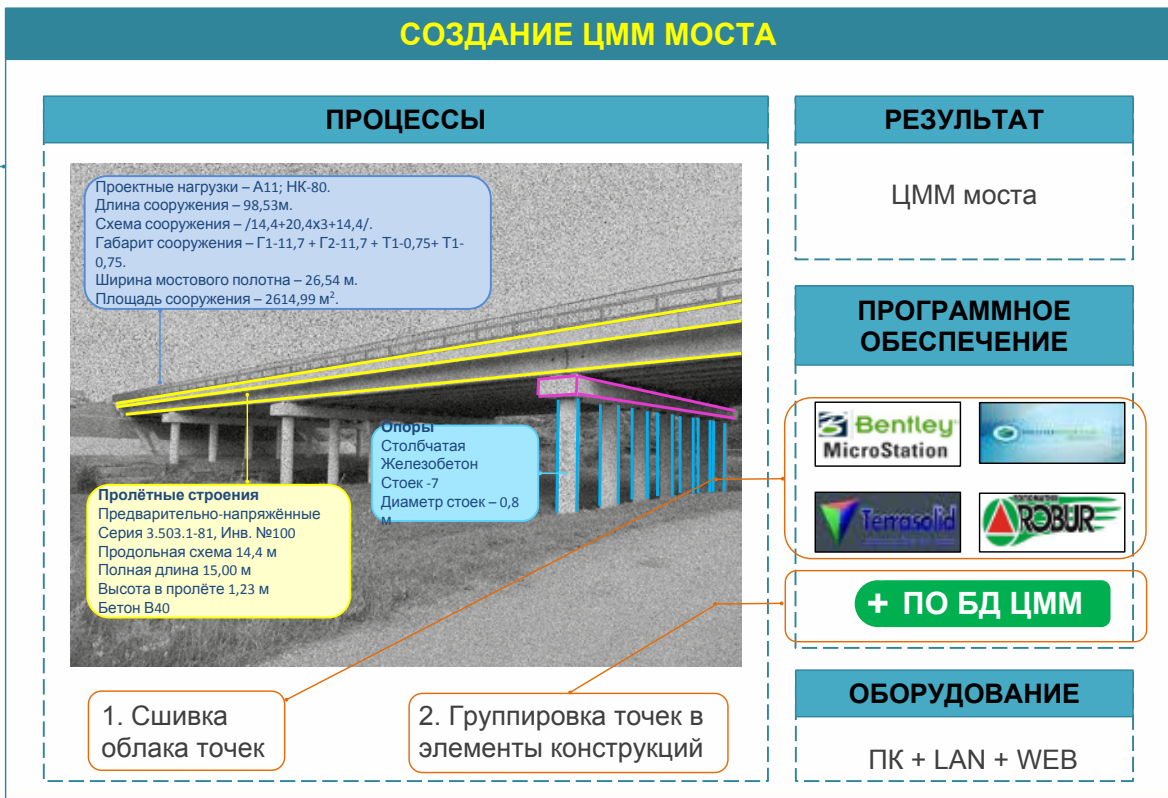 СОЗДАНИЕ ЦММ МОСТА
ПРОЦЕССЫ
Проектные нагрузки – А11; НК-80.
Длина сооружения – 98,53м.
Схема сооружения – /14,4+20,4х3+14,4/.
Габарит сооружения – Г1-11,7 + Г2-11,7 + Т1-0,75+ Т1-
0,75.
Ширина мостового полотна – 26,54 м.
Площадь сооружения – 2614,99 м².
Опоры
Столбчатая
Железобетон
Стоек -7
Диаметр стоек – 0,8
м
Пролётные строения
Предварительно-напряжённые
Серия 3.503.1-81, Инв. №100
Продольная схема 14,4 м
Полная длина 15,00 м
Высота в пролёте 1,23 м
Бетон В40
1. Сшивка
облака точек
2. Группировка точек в
элементы конструкций
РЕЗУЛЬТАТ
ЦММ моста
ПРОГРАММНОЕ
ОБЕСПЕЧЕНИЕ
Bentley
MicroStation
Terrasolid
ROBUR
+ ПО БД ЦММ
ОБОРУДОВАНИЕ
ПК + LAN + WEB